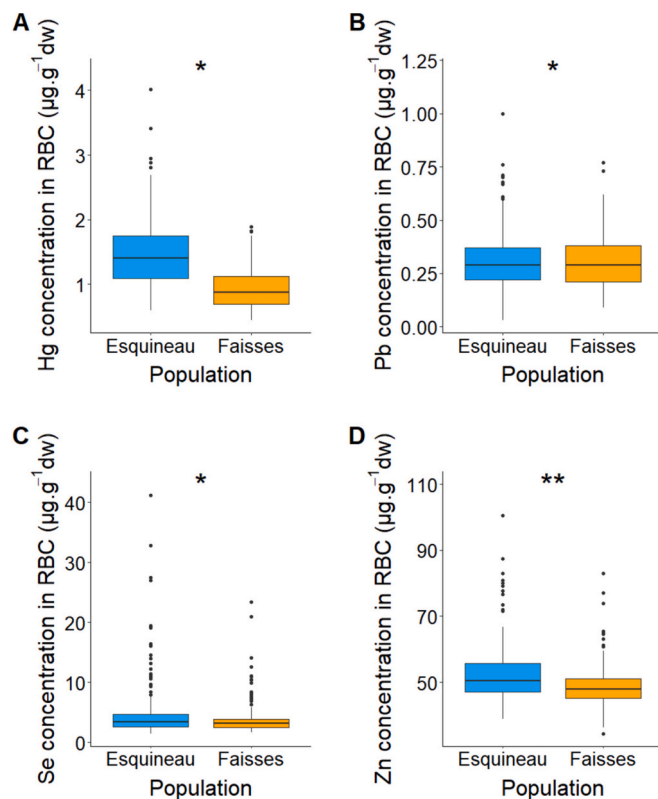 A
Hg concentration in RBC (µg.g⁻¹dw)
*
4
3
2
1
Esquineau Faisses
Population
B
Pb concentration in RBC (µg.g⁻¹dw)
*
1.25
1.00
0.75
0.50
0.25
0.00
Esquineau Faisses
Population
C
Se concentration in RBC (µg.g⁻¹dw)
*
40
30
20
10
0
Esquineau Faisses
Population
D
Zn concentration in RBC (µg.g⁻¹dw)
**
110
90
70
50
Esquineau Faisses
Population